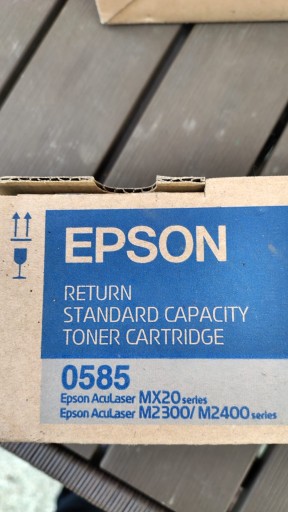 EPSON
RETURN
STANDARD CAPACITY
TONER CARTRIDGE
0585
Epson AcuLaser MX20 series
Epson AcuLaser M2300/ M2400 series